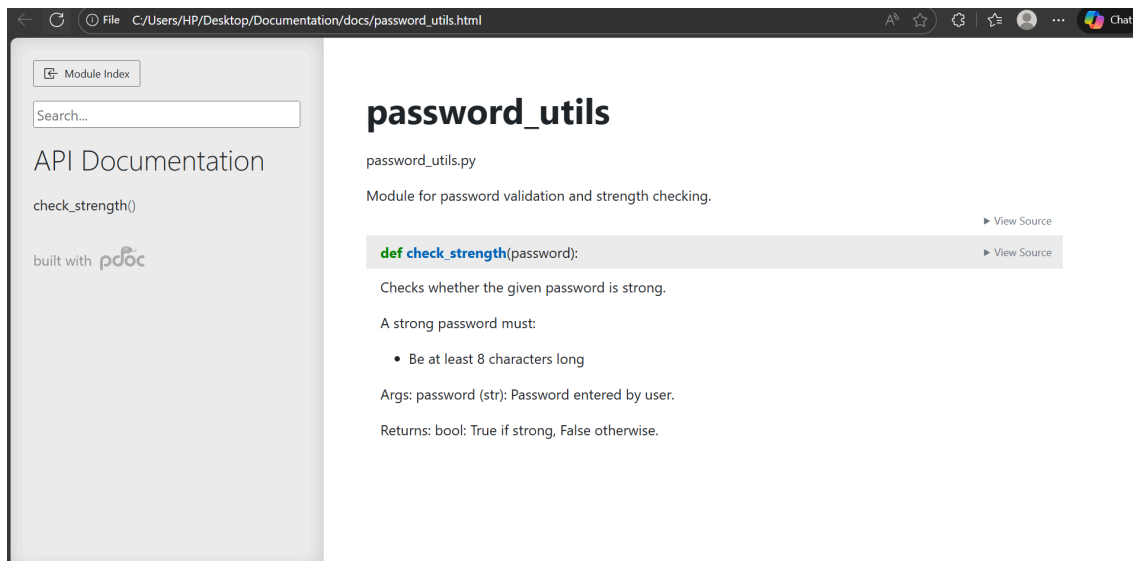 File C:/Users/HP/Desktop/Documentation/docs/password_utils.html
Chat
Module Index
Search...
API Documentation
check_strength()
built with pdoc
password_utils
password_utils.py
Module for password validation and strength checking.
View Source
def check_strength(password):
View Source
Checks whether the given password is strong.
A strong password must:
• Be at least 8 characters long
Args: password (str): Password entered by user.
Returns: bool: True if strong, False otherwise.